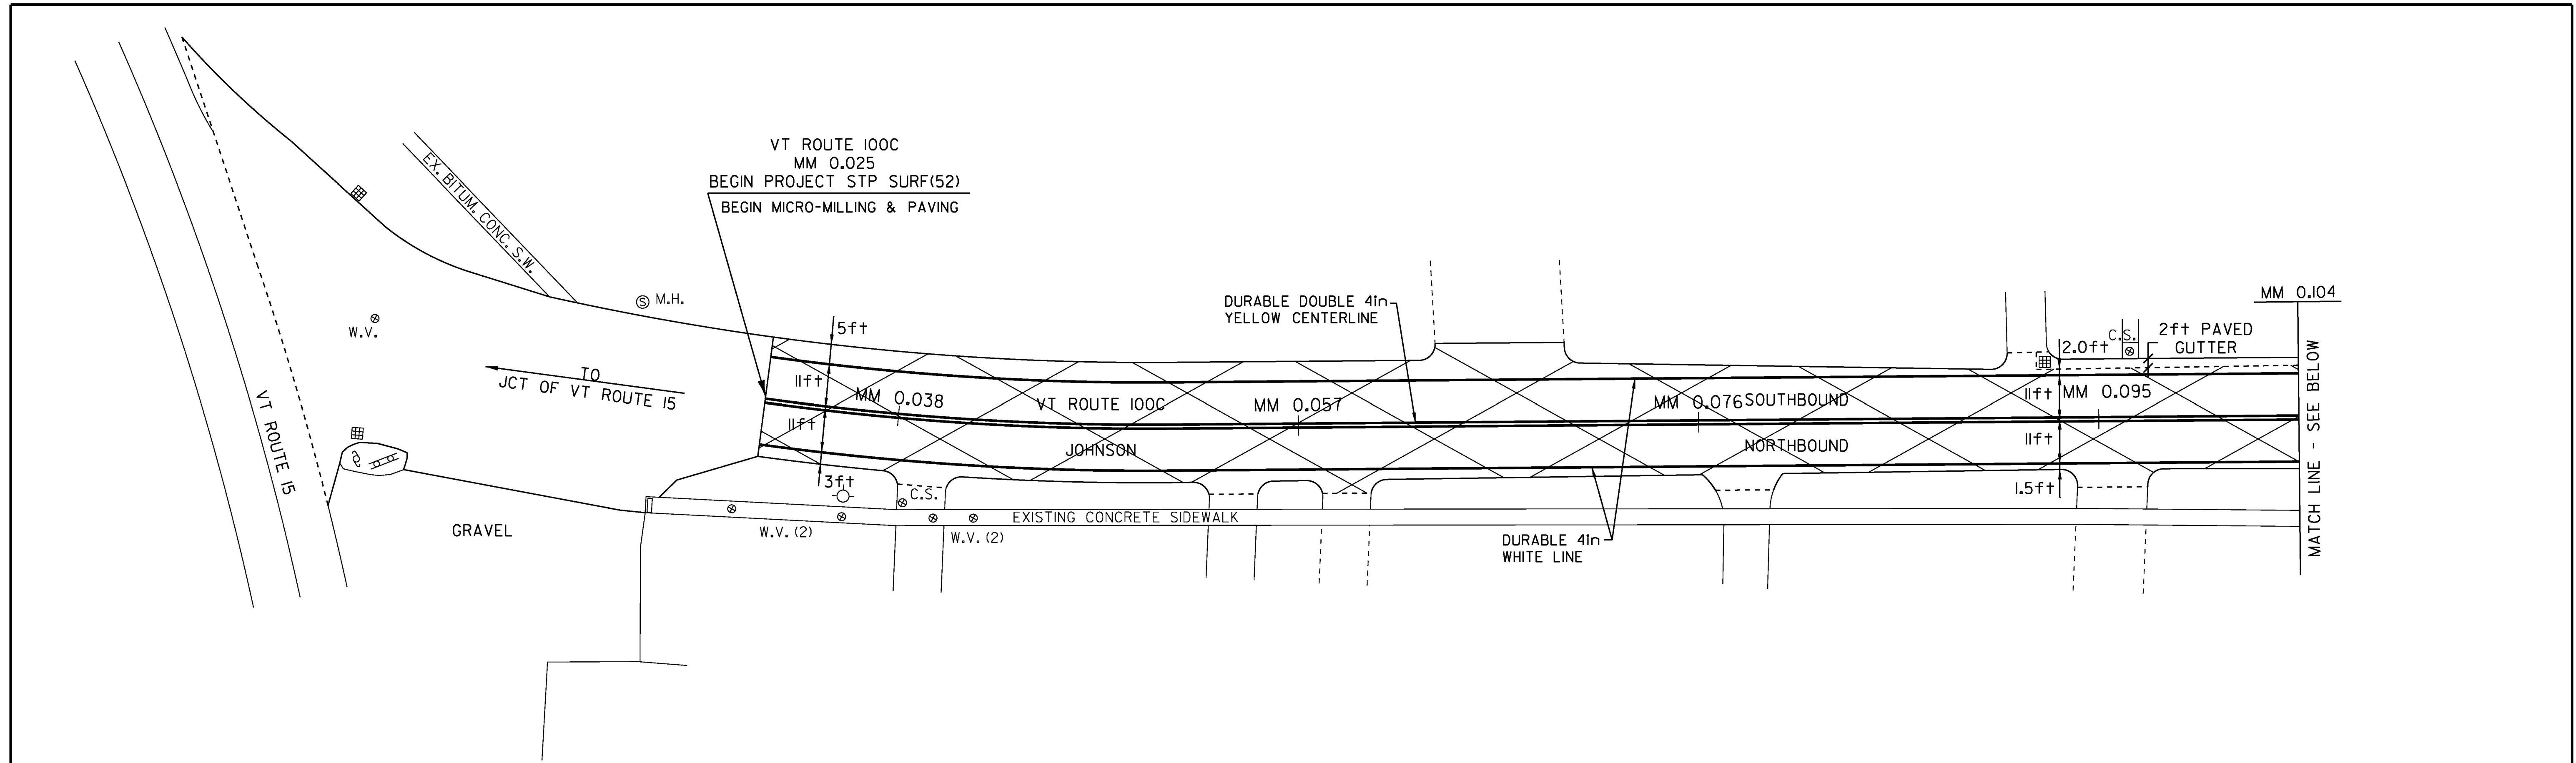 VT ROUTE 100C
MM 0.025
BEGIN PROJECT STP SURF(52)
BEGIN MICRO-MILLING & PAVING
EX. BITUM. CONC. S.W.
M.H.
S
W.V.
TO
JCT OF VT ROUTE 15
VT ROUTE 15
GRAVEL
5ft
11ft
11ft
3ft
MM 0.038
VT ROUTE 100C
JOHNSON
DURABLE DOUBLE 4in
YELLOW CENTERLINE
MM 0.057
MM 0.076
SOUTHBOUND
NORTHBOUND
C.S.
W.V. (2)
W.V. (2)
EXISTING CONCRETE SIDEWALK
DURABLE 4in
WHITE LINE
2.0ft
11ft
11ft
1.5ft
MM 0.095
C.S.
2ft PAVED
GUTTER
MM 0.104
MATCH LINE - SEE BELOW